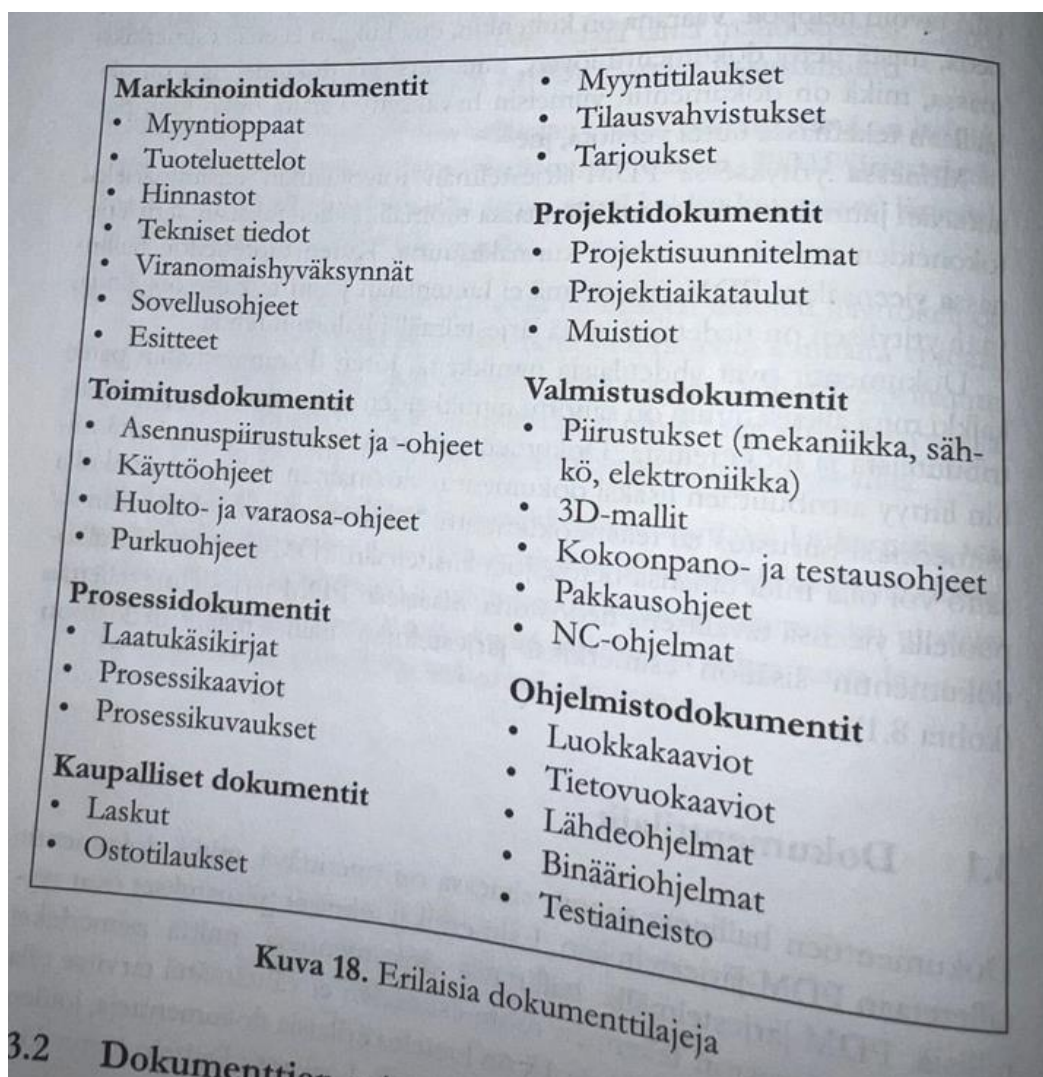 Markkinointidokumentit
• Myyntioppaat
• Tuoteluettelot
• Hinnastot
• Tekniset tiedot
• Viranomaishyväksynnät
• Sovellusohjeet
• Esitteet
Toimitusdokumentit
• Asennuspiirustukset ja -ohjeet
• Käyttöohjeet
• Huolto- ja varaosa-ohjeet
• Purkuohjeet
Prosessidokumentit
• Laatukäsikirjat
• Prosessikaaviot
• Prosessikuvaukset
Kaupalliset dokumentit
• Laskut
• Ostotilaukset
• Myyntitilaukset
• Tilausvahvistukset
• Tarjoukset
Projektidokumentit
• Projektisuunnitelmat
• Projektiaikataulut
• Muistiot
Valmistusdokumentit
• Piirustukset (mekaniikka, säh-
kö, elektroniikka)
• 3D-mallit
• Kokoonpano- ja testausohjeet
• Pakkausohjeet
• NC-ohjelmat
Ohjelmistodokumentit
• Luokkakaaviot
• Tietovuokaaviot
• Lähdeohjelmat
• Binääriohjelmat
• Testiaineisto
Kuva 18. Erilaisia dokumenttilajeja
3.2